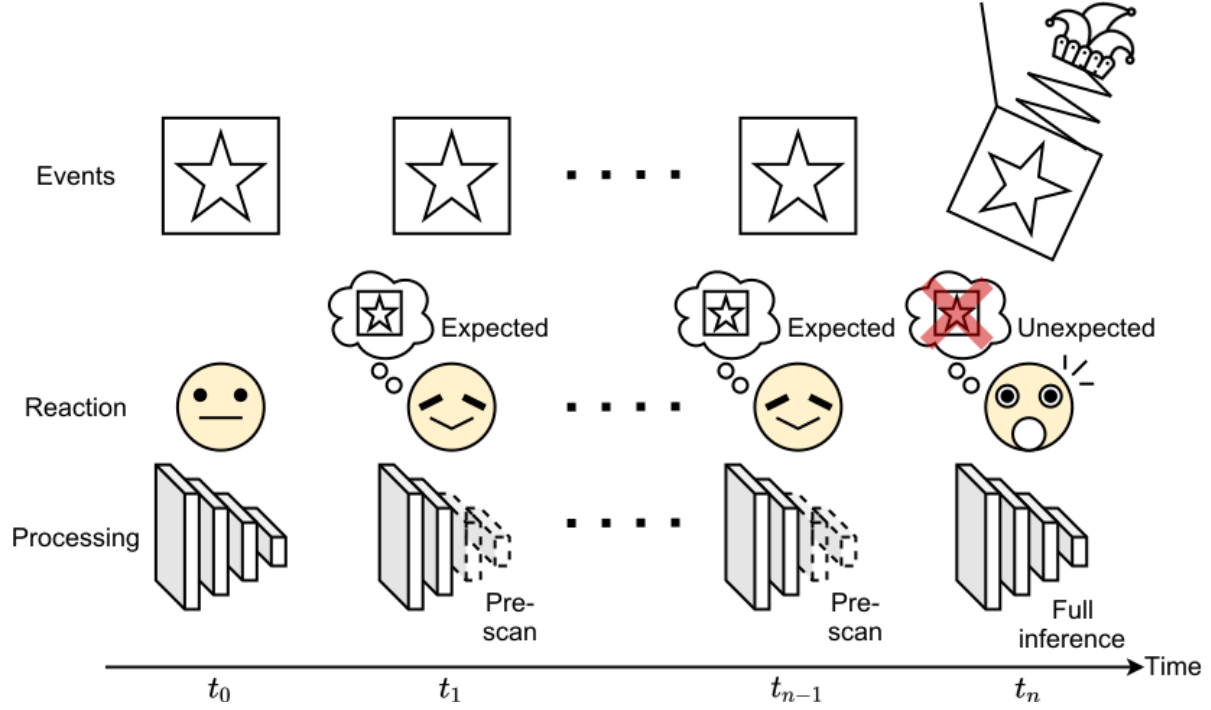 Events
Expected
Expected
Unexpected
Reaction
Processing
Pre-
scan
Pre-
scan
Full
inference
Time
t₀
t₁
tₙ₋₁
tₙ